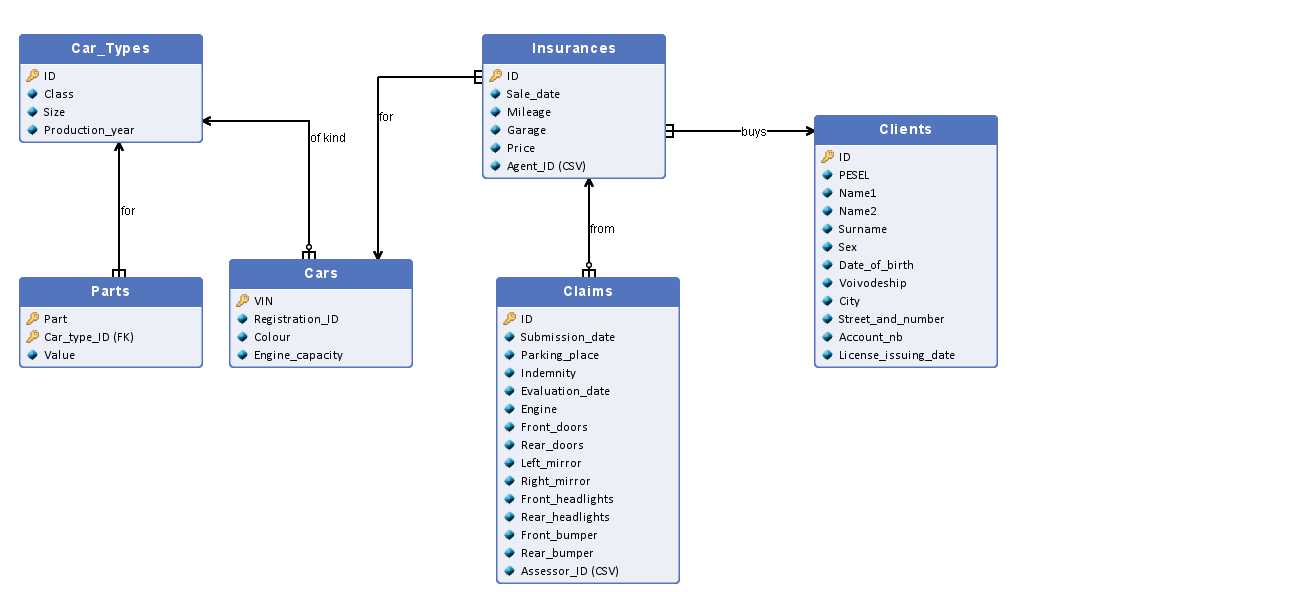 Car_Types
ID
Class
Size
Production_year
for
of kind
Parts
Part
Car_type_ID (FK)
Value
Cars
VIN
Registration_ID
Colour
Engine_capacity
for
Insurances
ID
Sale_date
Mileage
Garage
Price
Agent_ID (CSV)
buys
from
Claims
ID
Submission_date
Parking_place
Indemnity
Evaluation_date
Engine
Front_doors
Rear_doors
Left_mirror
Right_mirror
Front_headlights
Rear_headlights
Front_bumper
Rear_bumper
Assessor_ID (CSV)
Clients
ID
PESEL
Name1
Name2
Surname
Sex
Date_of_birth
Voivodeship
City
Street_and_number
Account_nb
License_issuing_date